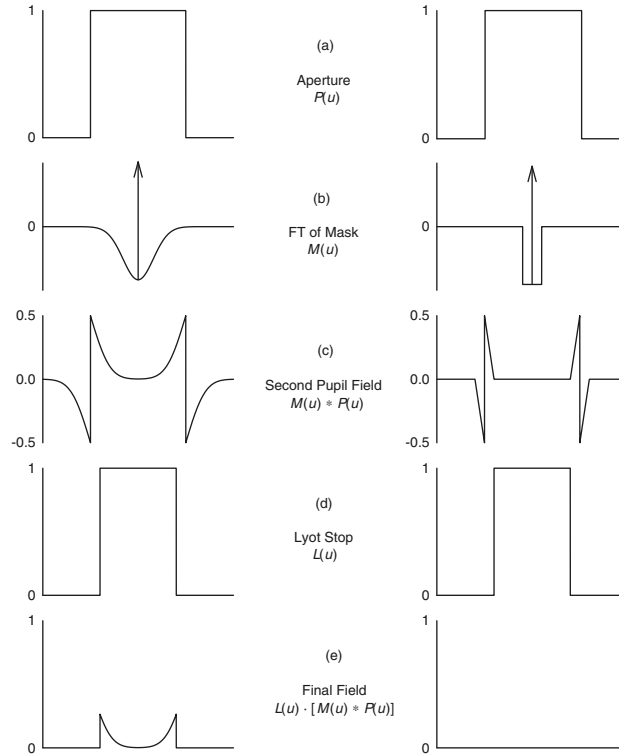 1
0
(a)
Aperture
P(u)
1
0
0
(b)
FT of Mask
M(u)
0
0.5
0.0
-0.5
(c)
Second Pupil Field
M(u) * P(u)
0.5
0.0
-0.5
1
0
(d)
Lyot Stop
L(u)
1
0
1
0
(e)
Final Field
L(u) · [M(u) * P(u)]
1
0